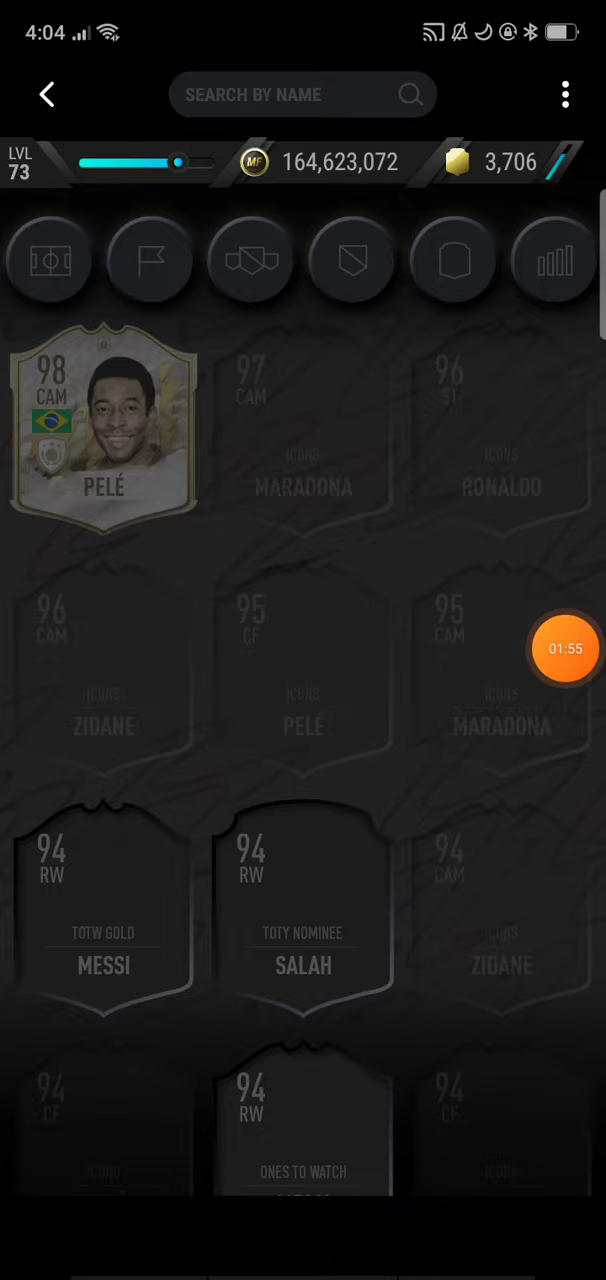 4:04
SEARCH BY NAME
LVL
73
MF
164,623,072
3,706
98
CAM
PELÉ
97
CAM
ICONS
MARADONA
96
ST
ICONS
RONALDO
96
CAM
ICONS
ZIDANE
95
CF
ICONS
PELÉ
95
CAM
ICONS
MARADONA
01:55
94
RW
TOTW GOLD
MESSI
94
RW
TOTY NOMINEE
SALAH
94
CAM
ICONS
ZIDANE
94
CF
94
RW
ONES TO WATCH
94
CF